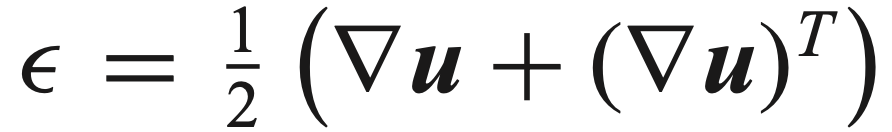 ϵ = 1/2 (∇u + (∇u)^T)